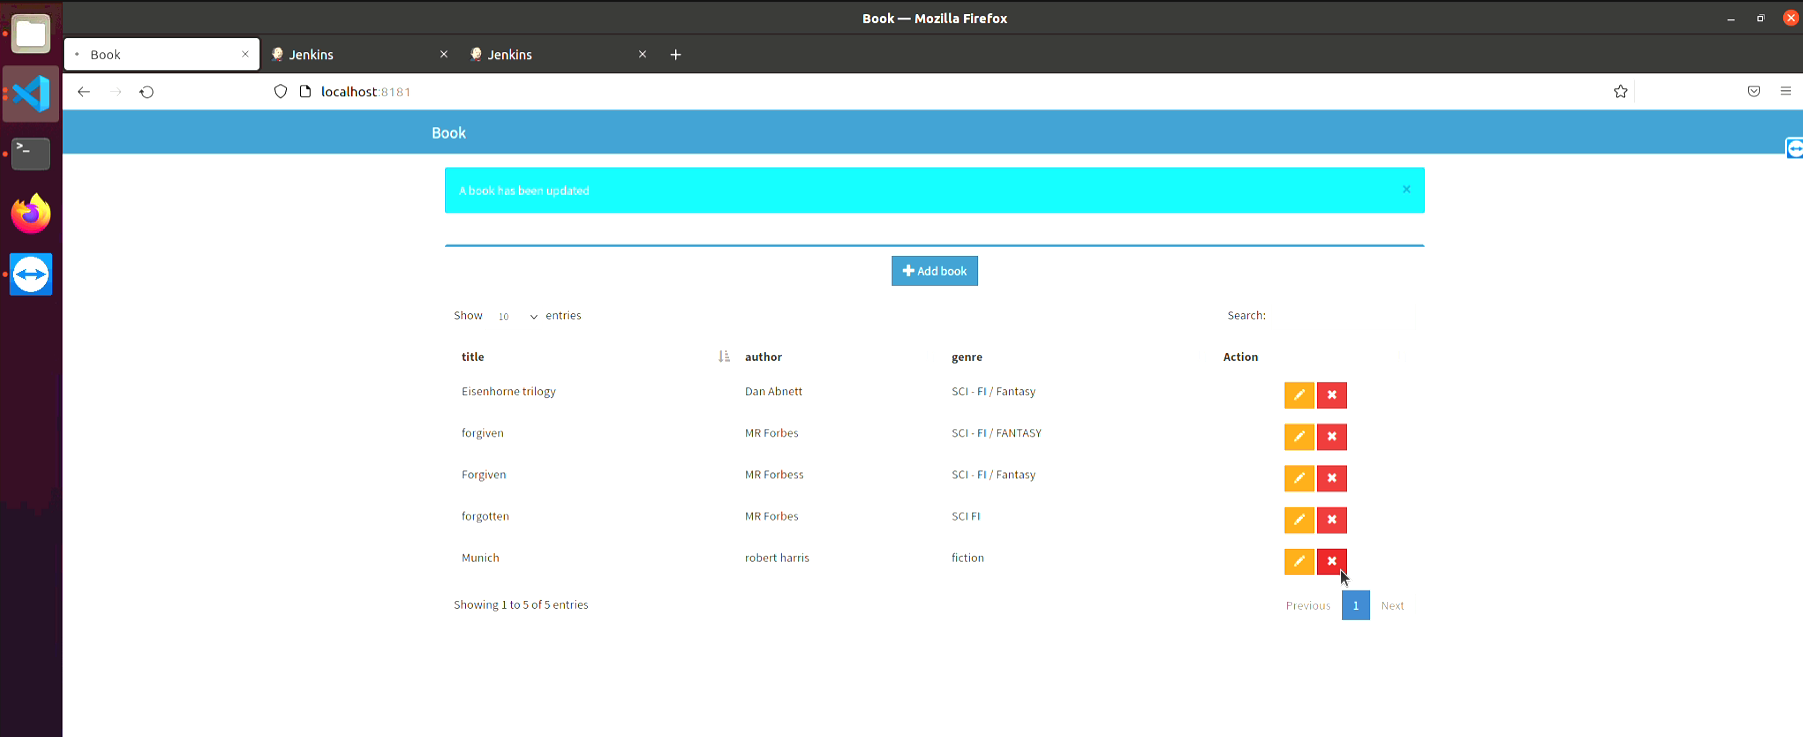 Book — Mozilla Firefox
Book
Jenkins
Jenkins
localhost:8181
Book
A book has been updated
Add book
Show 10 entries
Search:
title author genre Action
Eisenhorne trilogy Dan Abnett SCI - FI / Fantasy
forgiven MR Forbes SCI - FI / FANTASY
Forgiven MR Forbess SCI - FI / Fantasy
forgotten MR Forbes SCI FI
Munich robert harris fiction
Showing 1 to 5 of 5 entries
Previous 1 Next